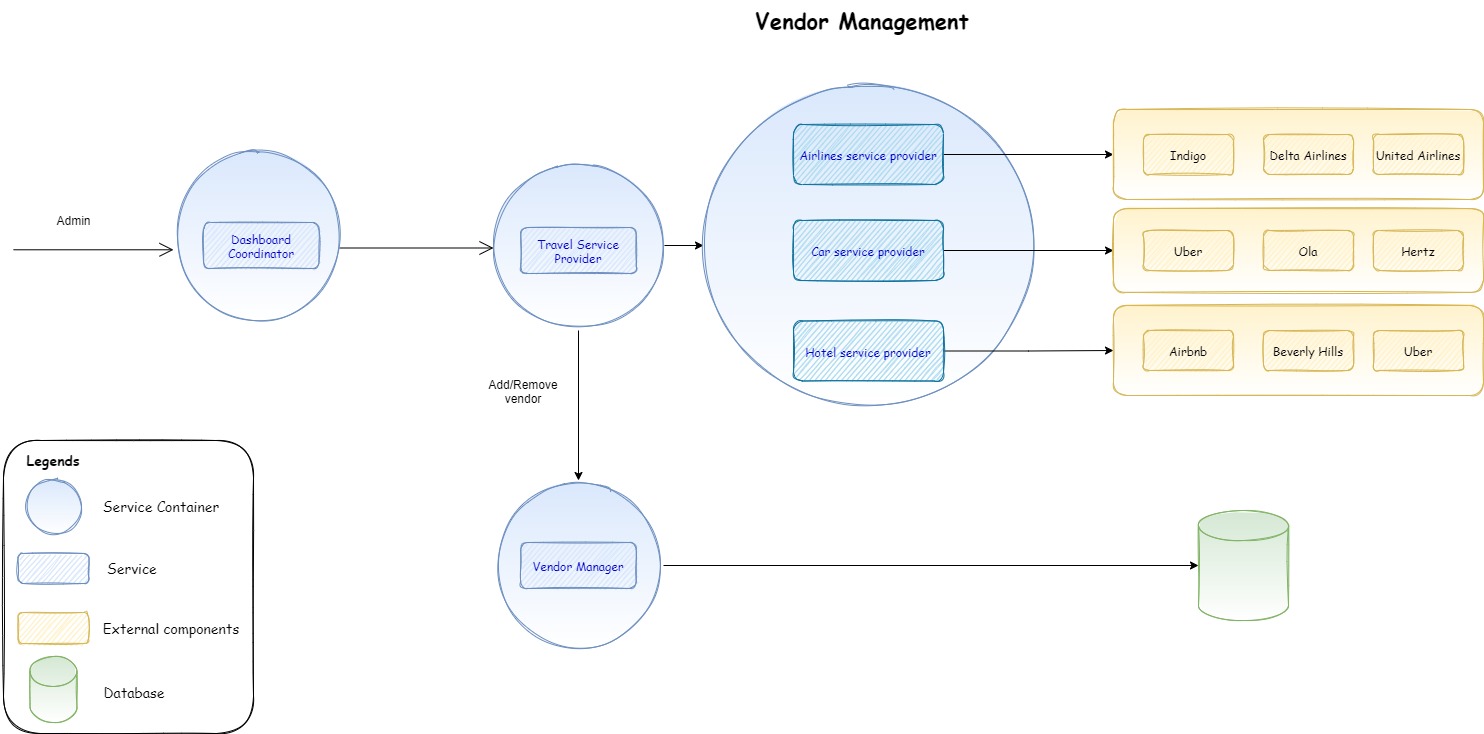 Vendor Management
Admin
Dashboard
Coordinator
Travel Service
Provider
Airlines service provider
Car service provider
Hotel service provider
Indigo
Delta Airlines
United Airlines
Uber
Ola
Hertz
Airbnb
Beverly Hills
Uber
Add/Remove
vendor
Vendor Manager
Legends
Service Container
Service
External components
Database